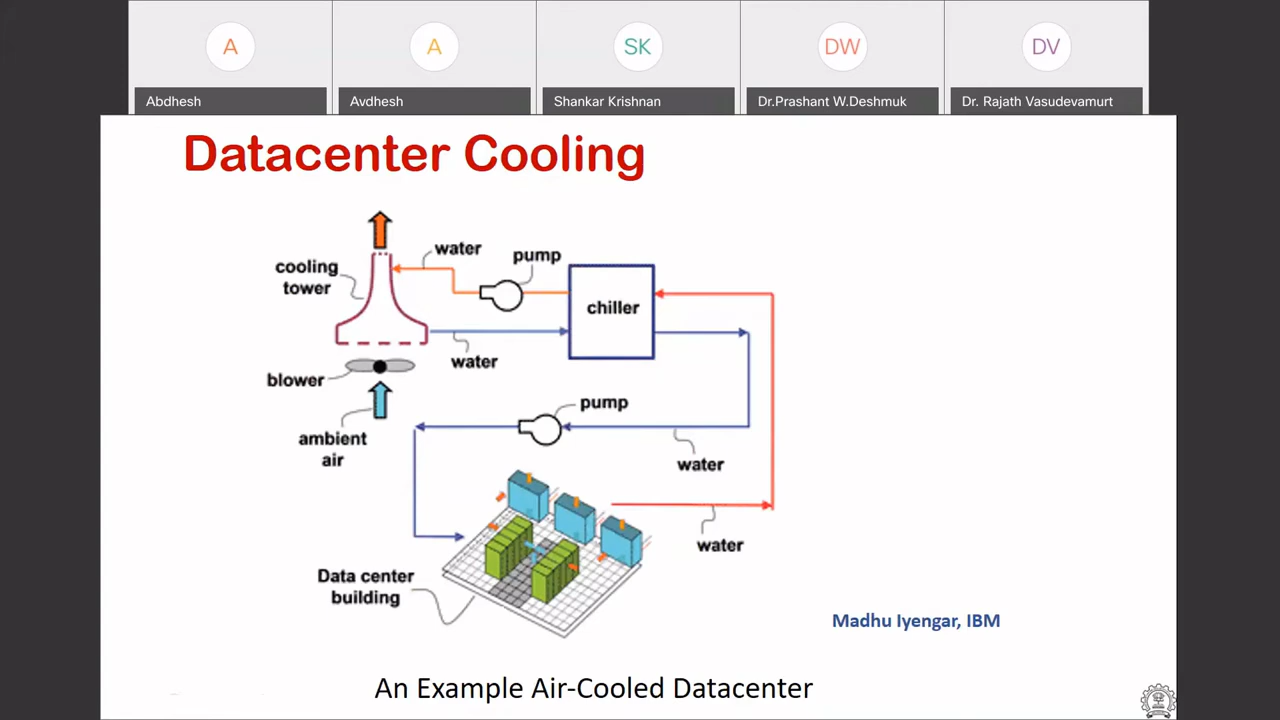 A
A
SK
DW
DV
Abdhesh
Avdhesh
Shankar Krishnan
Dr.Prashant W.Deshmuk
Dr. Rajath Vasudevamurt
Datacenter Cooling
water
pump
cooling
tower
chiller
water
blower
pump
ambient
air
water
water
Data center
building
Madhu Iyengar, IBM
An Example Air-Cooled Datacenter